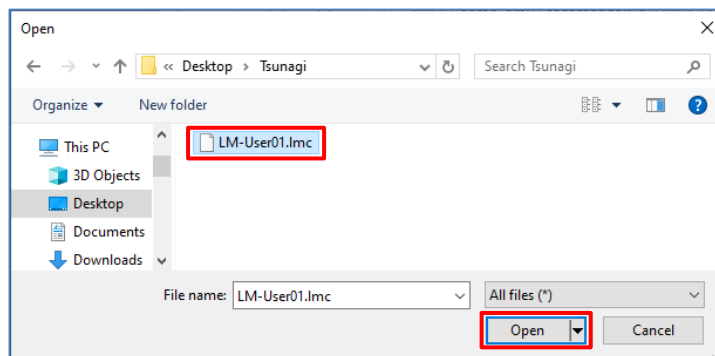 Open
« Desktop > Tsunagi
Search Tsunagi
Organize
New folder
?
This PC
3D Objects
Desktop
Documents
Downloads
LM-User01.lmc
File name: LM-User01.lmc
All files (*)
Open
Cancel